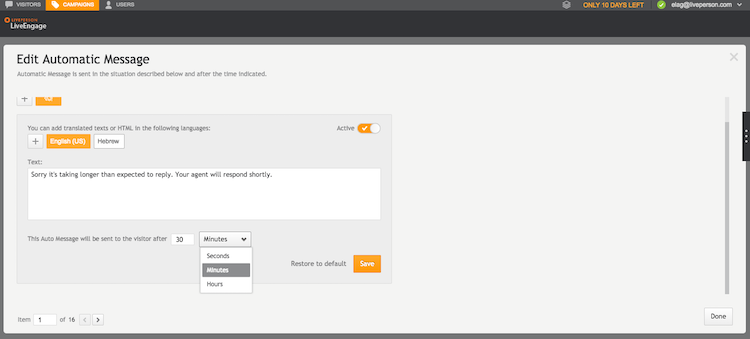 VISITORS CAMPAIGNS USERS ONLY 10 DAYS LEFT elag@liveperson.com
LIVEPERSON
LiveEngage
Edit Automatic Message
Automatic Message is sent in the situation described below and after the time indicated.
You can add translated texts or HTML in the following languages: Active
+ English (US) Hebrew
Text:
Sorry it's taking longer than expected to reply. Your agent will respond shortly.
This Auto Message will be sent to the visitor after 30 Minutes
Seconds
Minutes
Restore to default Save
Hours
Item 1 of 16 < >
Done